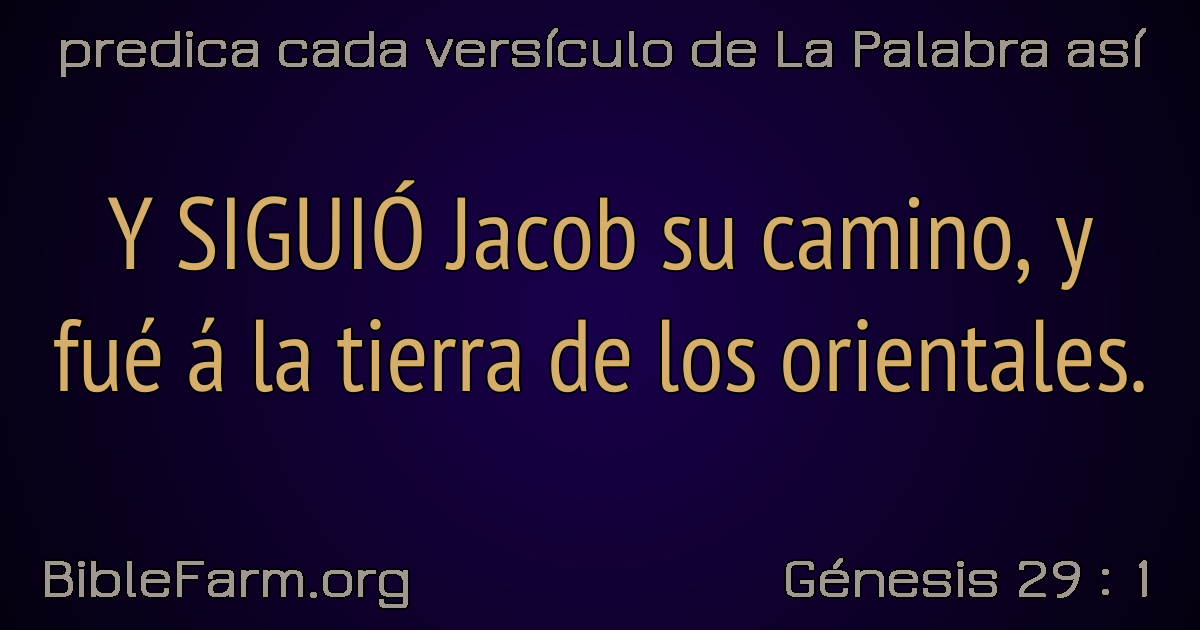 predica cada versículo de La Palabra así
Y SIGUIÓ Jacob su camino, y
fué á la tierra de los orientales.
BibleFarm.org
Génesis 29 : 1